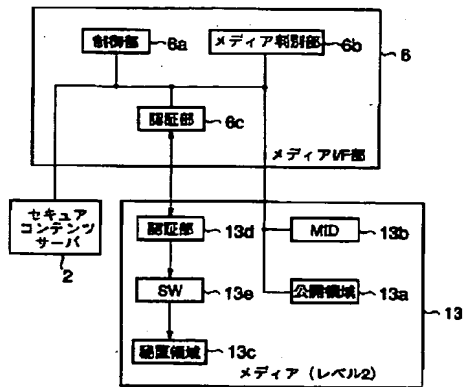 制御部
6a
メディア判別部
6b
6
認証部
6c
メディアI/F部
セキュア
コンテンツ
サーバ
2
認証部
13d
MID
13b
SW
13e
公開領域
13a
13
秘匿領域
13c
メディア（レベル2）